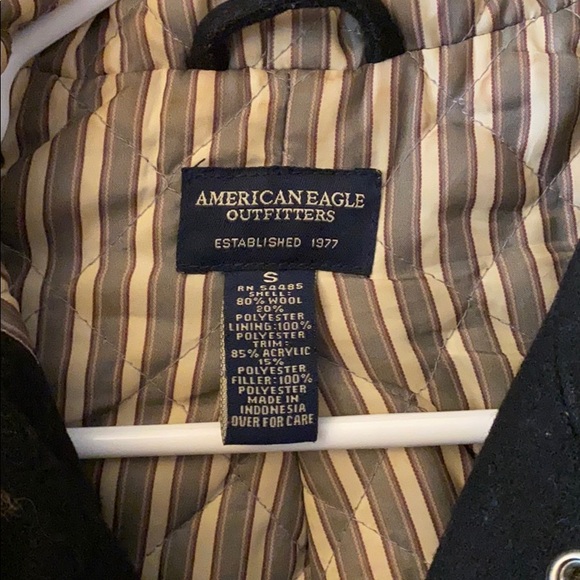 AMERICAN EAGLE
OUTFITTERS
ESTABLISHED 1977
S
RN 54485
SHELL:
80% WOOL
20%
POLYESTER
LINING:100%
POLYESTER
TRIM:
85% ACRYLIC
15%
POLYESTER
FILLER:100%
POLYESTER
MADE IN
INDONESIA
OVER FOR CARE